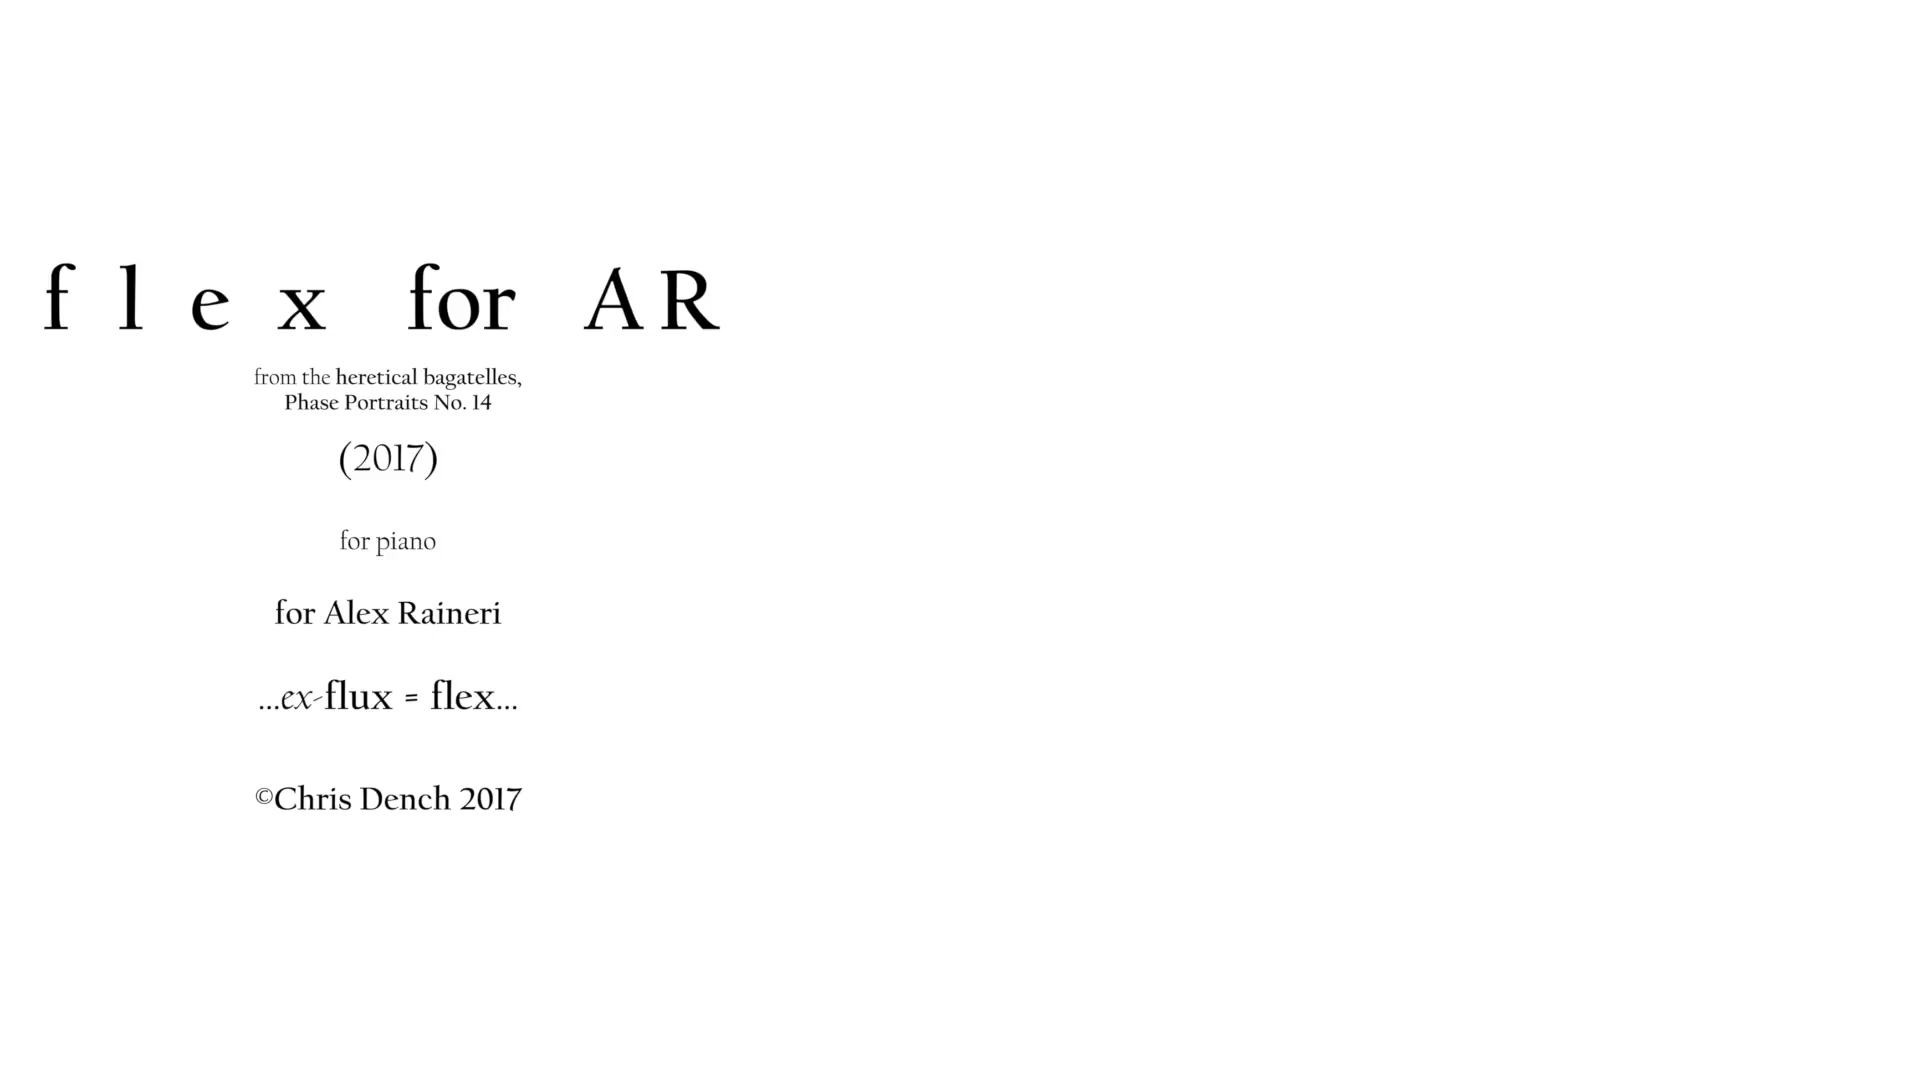 f l e x for AR
from the heretical bagatelles,
Phase Portraits No. 14
(2017)
for piano
for Alex Raineri
...ex-flux = flex...
©Chris Dench 2017